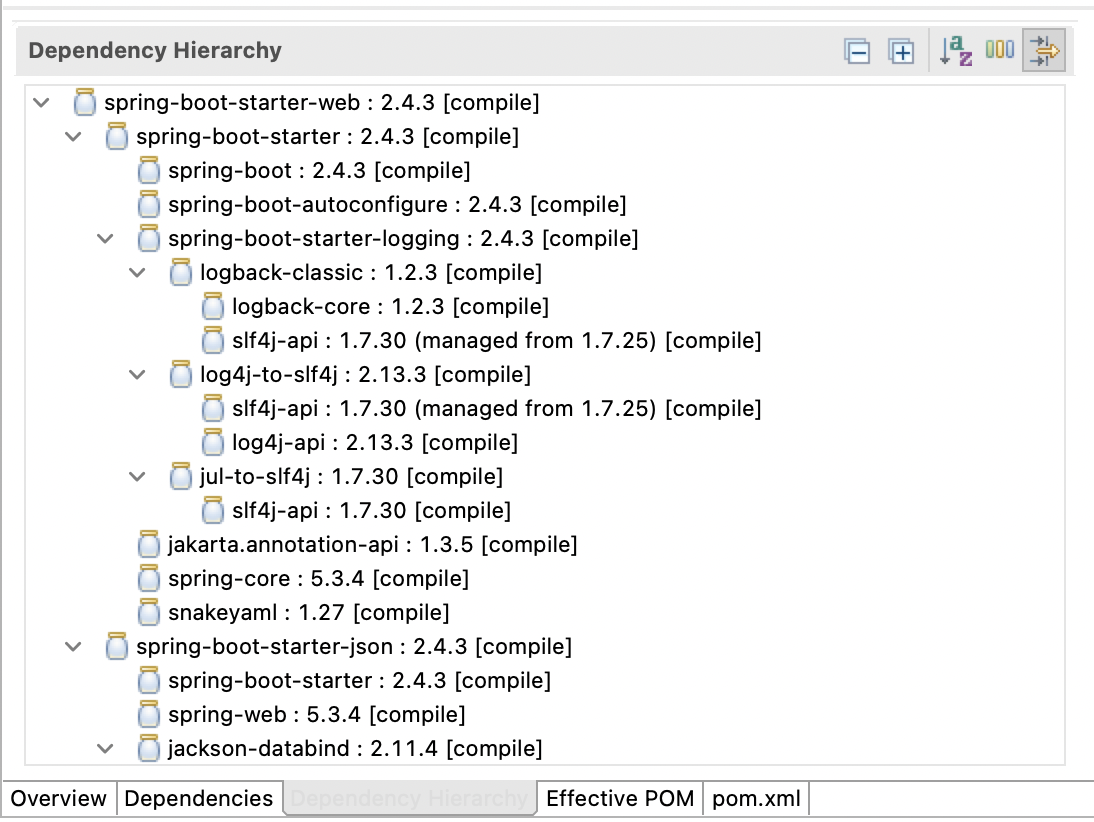 Dependency Hierarchy
spring-boot-starter-web : 2.4.3 [compile]
spring-boot-starter : 2.4.3 [compile]
spring-boot : 2.4.3 [compile]
spring-boot-autoconfigure : 2.4.3 [compile]
spring-boot-starter-logging : 2.4.3 [compile]
logback-classic : 1.2.3 [compile]
logback-core : 1.2.3 [compile]
slf4j-api : 1.7.30 (managed from 1.7.25) [compile]
log4j-to-slf4j : 2.13.3 [compile]
slf4j-api : 1.7.30 (managed from 1.7.25) [compile]
log4j-api : 2.13.3 [compile]
jul-to-slf4j : 1.7.30 [compile]
slf4j-api : 1.7.30 [compile]
jakarta.annotation-api : 1.3.5 [compile]
spring-core : 5.3.4 [compile]
snakeyaml : 1.27 [compile]
spring-boot-starter-json : 2.4.3 [compile]
spring-boot-starter : 2.4.3 [compile]
spring-web : 5.3.4 [compile]
jackson-databind : 2.11.4 [compile]
Overview Dependencies Dependency Hierarchy Effective POM pom.xml